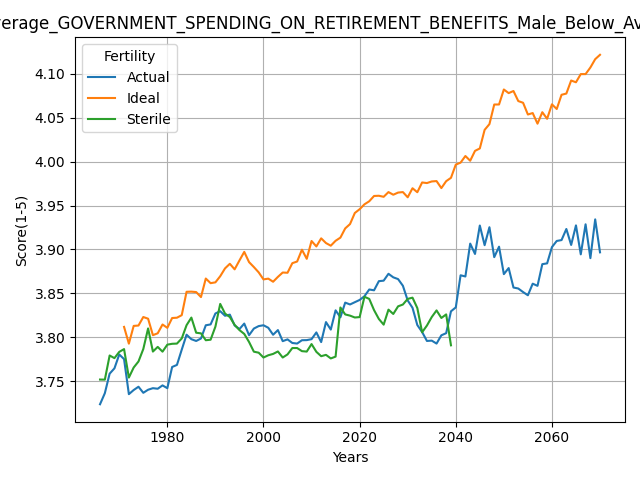 verage_GOVERNMENT_SPENDING_ON_RETIREMENT_BENEFITS_Male_Below_Av
Fertility
Actual
Ideal
Sterile
Score(1-5)
4.10
4.05
4.00
3.95
3.90
3.85
3.80
3.75
1980 2000 2020 2040 2060
Years